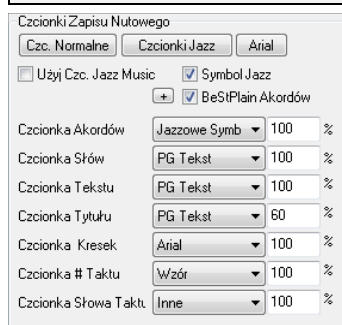 Czcionki Zapisu Nutowego
Czc. Normalne Czcionki Jazz Arial
Użyj Czc. Jazz Music Symbol Jazz
+ BeStPlain Akordów
Czcionka Akordów Jazzowe Symb 100 %
Czcionka Słów PG Tekst 100 %
Czcionka Tekstu PG Tekst 100 %
Czcionka Tytułu PG Tekst 60 %
Czcionka Kresek Arial 100 %
Czcionka # Taktu Wzór 100 %
Czcionka Słowa Taktu Inne 100 %